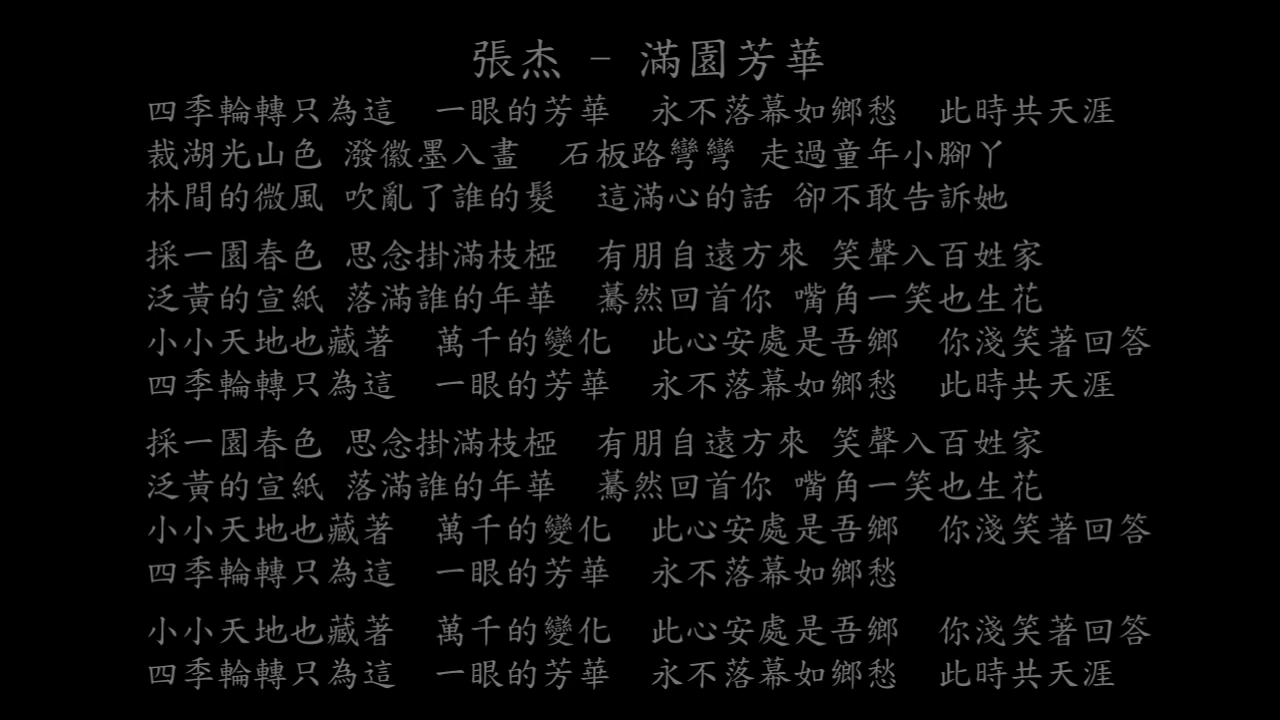 張杰 - 滿園芳華
四季輪轉只為這　一眼的芳華　永不落幕如鄉愁　此時共天涯
裁湖光山色 潑徽墨入畫　石板路彎彎 走過童年小腳丫
林間的微風 吹亂了誰的髮　這滿心的話 卻不敢告訴她
採一園春色 思念掛滿枝椏　有朋自遠方來 笑聲入百姓家
泛黃的宣紙 落滿誰的年華　驀然回首你 嘴角一笑也生花
小小天地也藏著　萬千的變化　此心安處是吾鄉　你淺笑著回答
四季輪轉只為這　一眼的芳華　永不落幕如鄉愁　此時共天涯
採一園春色 思念掛滿枝椏　有朋自遠方來 笑聲入百姓家
泛黃的宣紙 落滿誰的年華　驀然回首你 嘴角一笑也生花
小小天地也藏著　萬千的變化　此心安處是吾鄉　你淺笑著回答
四季輪轉只為這　一眼的芳華　永不落幕如鄉愁
小小天地也藏著　萬千的變化　此心安處是吾鄉　你淺笑著回答
四季輪轉只為這　一眼的芳華　永不落幕如鄉愁　此時共天涯